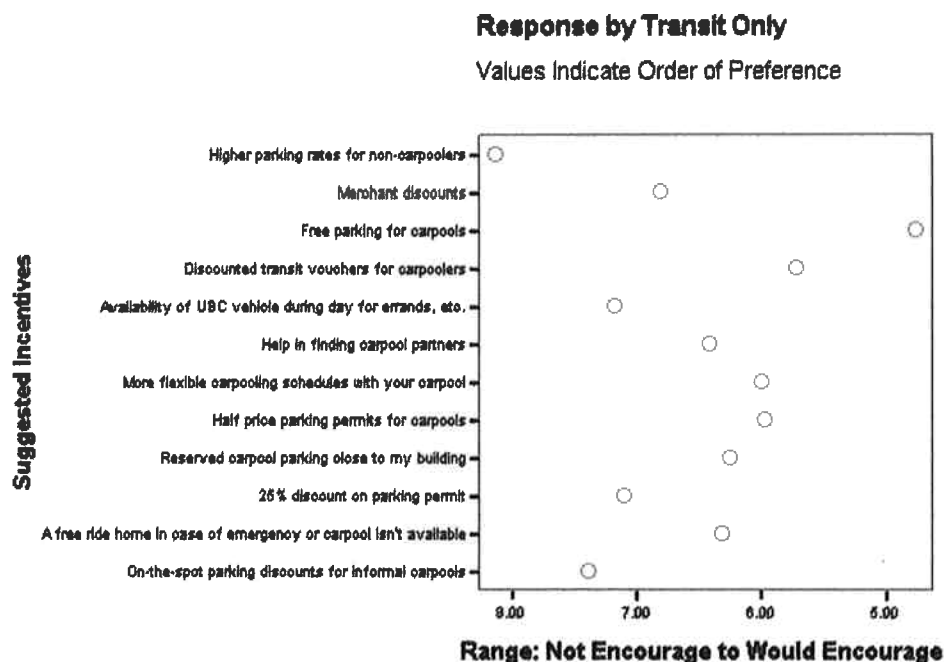 Response by Transit Only
Values Indicate Order of Preference
Suggested Incentives
Higher parking rates for non-carpoolers
Merchant discounts
Free parking for carpools
Discounted transit vouchers for carpoolers
Availability of UBC vehicle during day for errands, etc.
Help in finding carpool partners
More flexible carpooling schedules with your carpool
Half price parking permits for carpools
Reserved carpool parking close to my building
25% discount on parking permit
A free ride home in case of emergency or carpool isn't available
On-the-spot parking discounts for informal carpools
8.00 7.00 6.00 5.00
Range: Not Encourage to Would Encourage